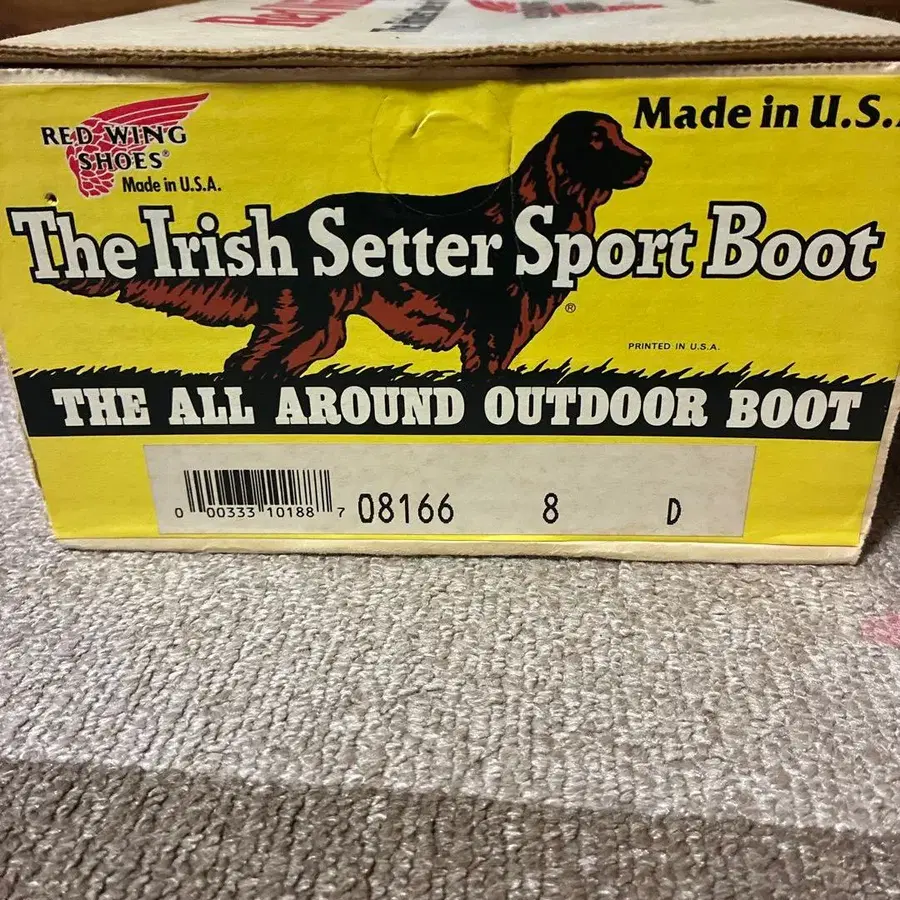 RED WING
SHOES®
Made in U.S.A.
Made in U.S.
The Irish Setter Sport Boot
®
PRINTED IN U.S.A.
THE ALL AROUND OUTDOOR BOOT
0 00333 10188 7 08166 8 D